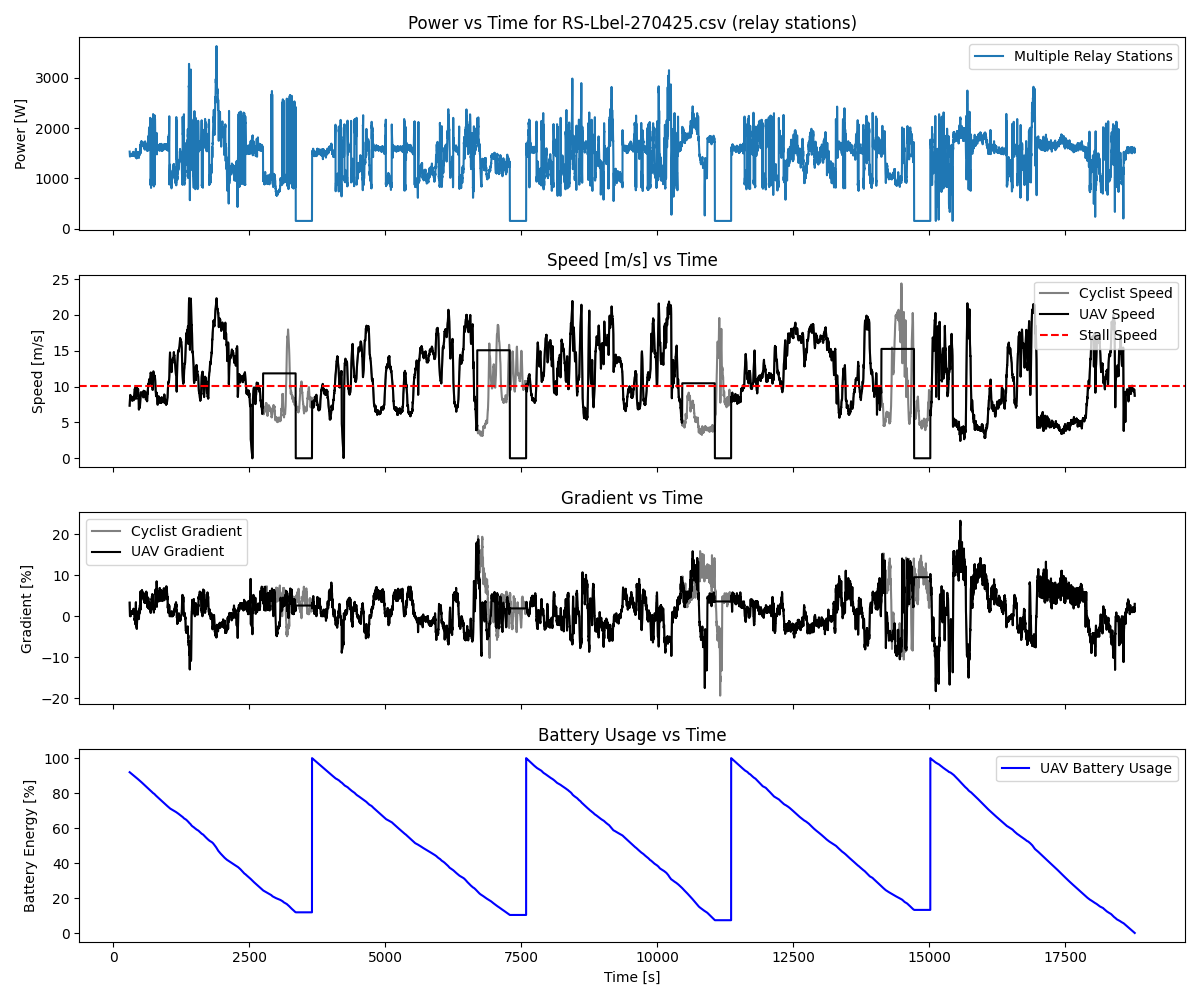 Power vs Time for RS-Lbel-270425.csv (relay stations)
Power [W]
3000
2000
1000
0
Multiple Relay Stations
Speed [m/s] vs Time
Speed [m/s]
25
20
15
10
5
0
Cyclist Speed
UAV Speed
Stall Speed
Gradient vs Time
Gradient [%]
20
10
0
−10
−20
Cyclist Gradient
UAV Gradient
Battery Usage vs Time
Battery Energy [%]
100
80
60
40
20
0
UAV Battery Usage
0 2500 5000 7500 10000 12500 15000 17500
Time [s]